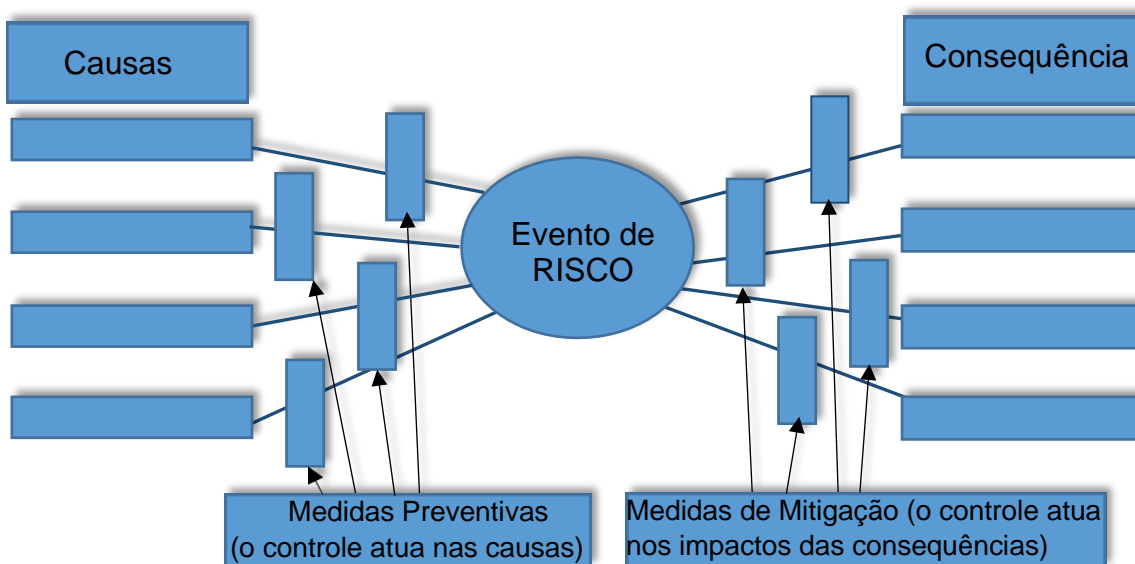 Causas
Consequência
Evento de
RISCO
Medidas Preventivas
(o controle atua nas causas)
Medidas de Mitigação (o controle atua
nos impactos das consequências)